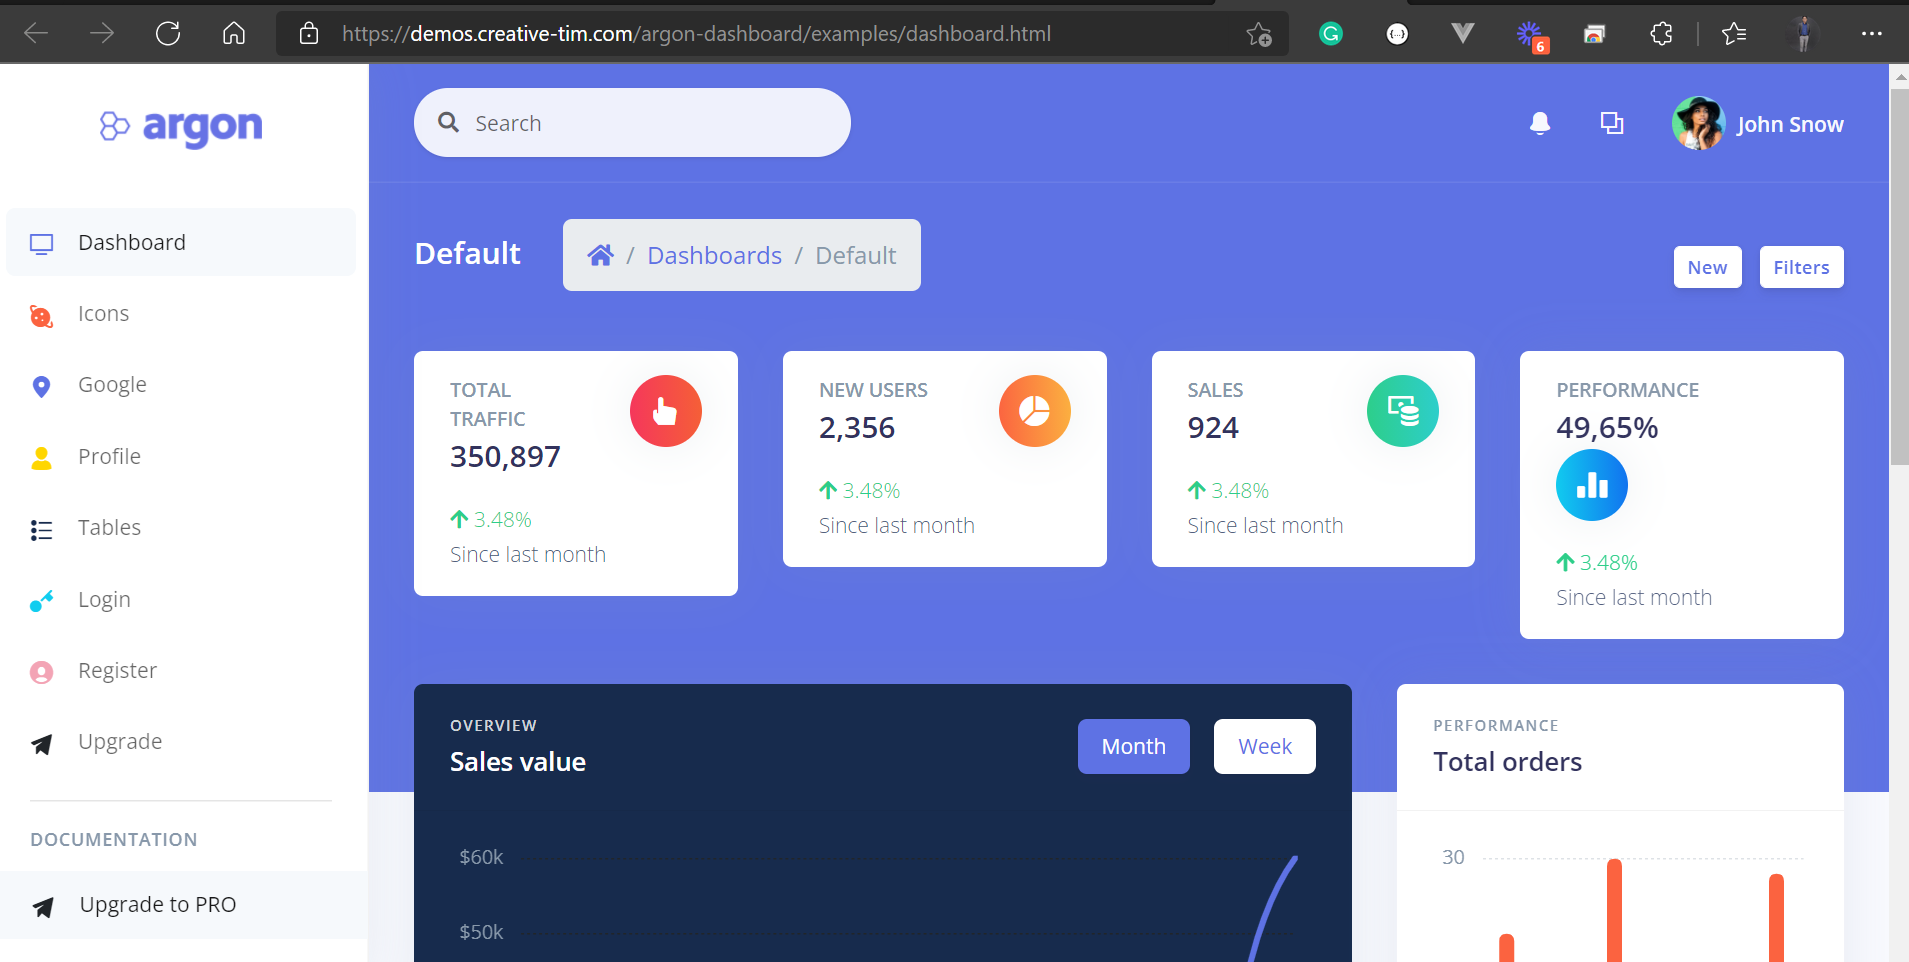 https://demos.creative-tim.com/argon-dashboard/examples/dashboard.html
6
argon
Search
John Snow
Dashboard
Icons
Google
Profile
Tables
Login
Register
Upgrade
DOCUMENTATION
Upgrade to PRO
Default
/ Dashboards / Default
New
Filters
TOTAL
TRAFFIC
350,897
3.48%
Since last month
NEW USERS
2,356
3.48%
Since last month
SALES
924
3.48%
Since last month
PERFORMANCE
49,65%
3.48%
Since last month
OVERVIEW
Sales value
Month
Week
$60k
$50k
PERFORMANCE
Total orders
30